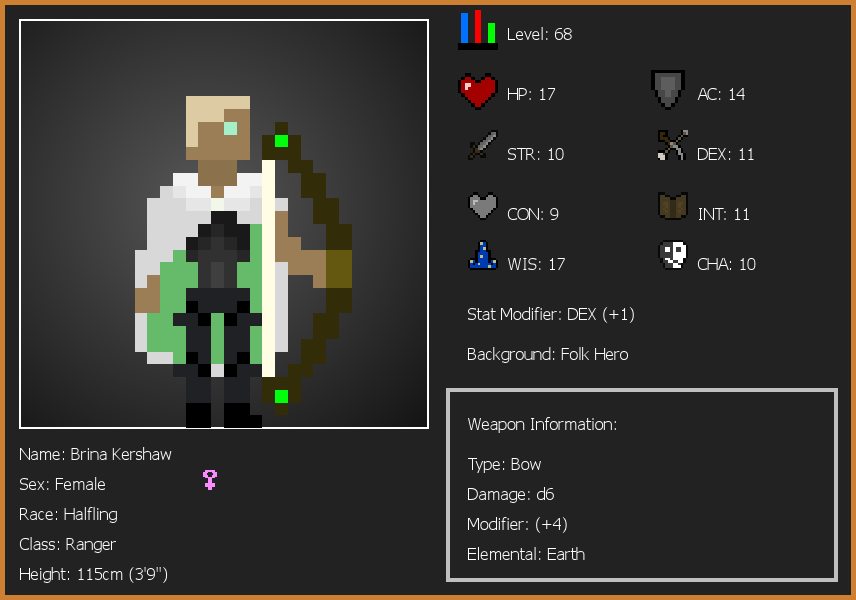 Level: 68
HP: 17
AC: 14
STR: 10
DEX: 11
CON: 9
INT: 11
WIS: 17
CHA: 10
Stat Modifier: DEX (+1)
Background: Folk Hero
Weapon Information:
Type: Bow
Damage: d6
Modifier: (+4)
Elemental: Earth
Name: Brina Kershaw
Sex: Female
Race: Halfling
Class: Ranger
Height: 115cm (3'9")